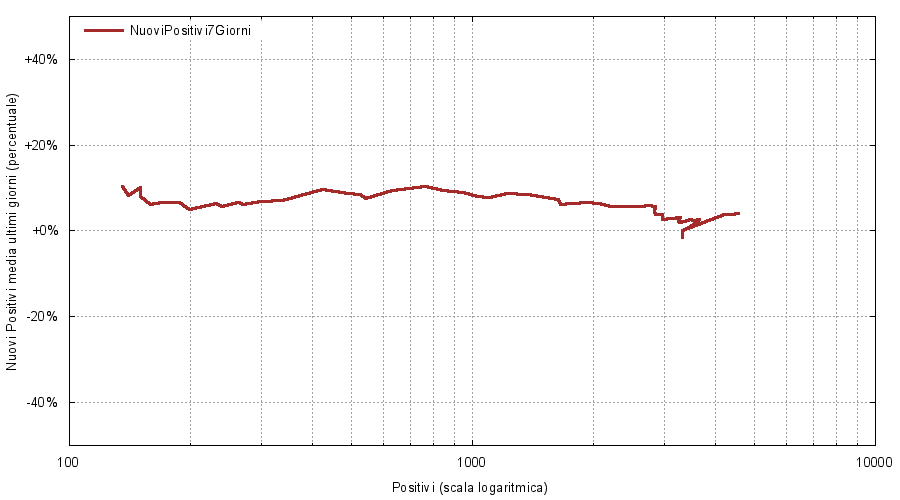 NuoviPositivi7Giorni
+40%
+20%
+0%
-20%
-40%
Nuovi Positivi media ultimi giorni (percentuale)
100
1000
10000
Positivi (scala logaritmica)